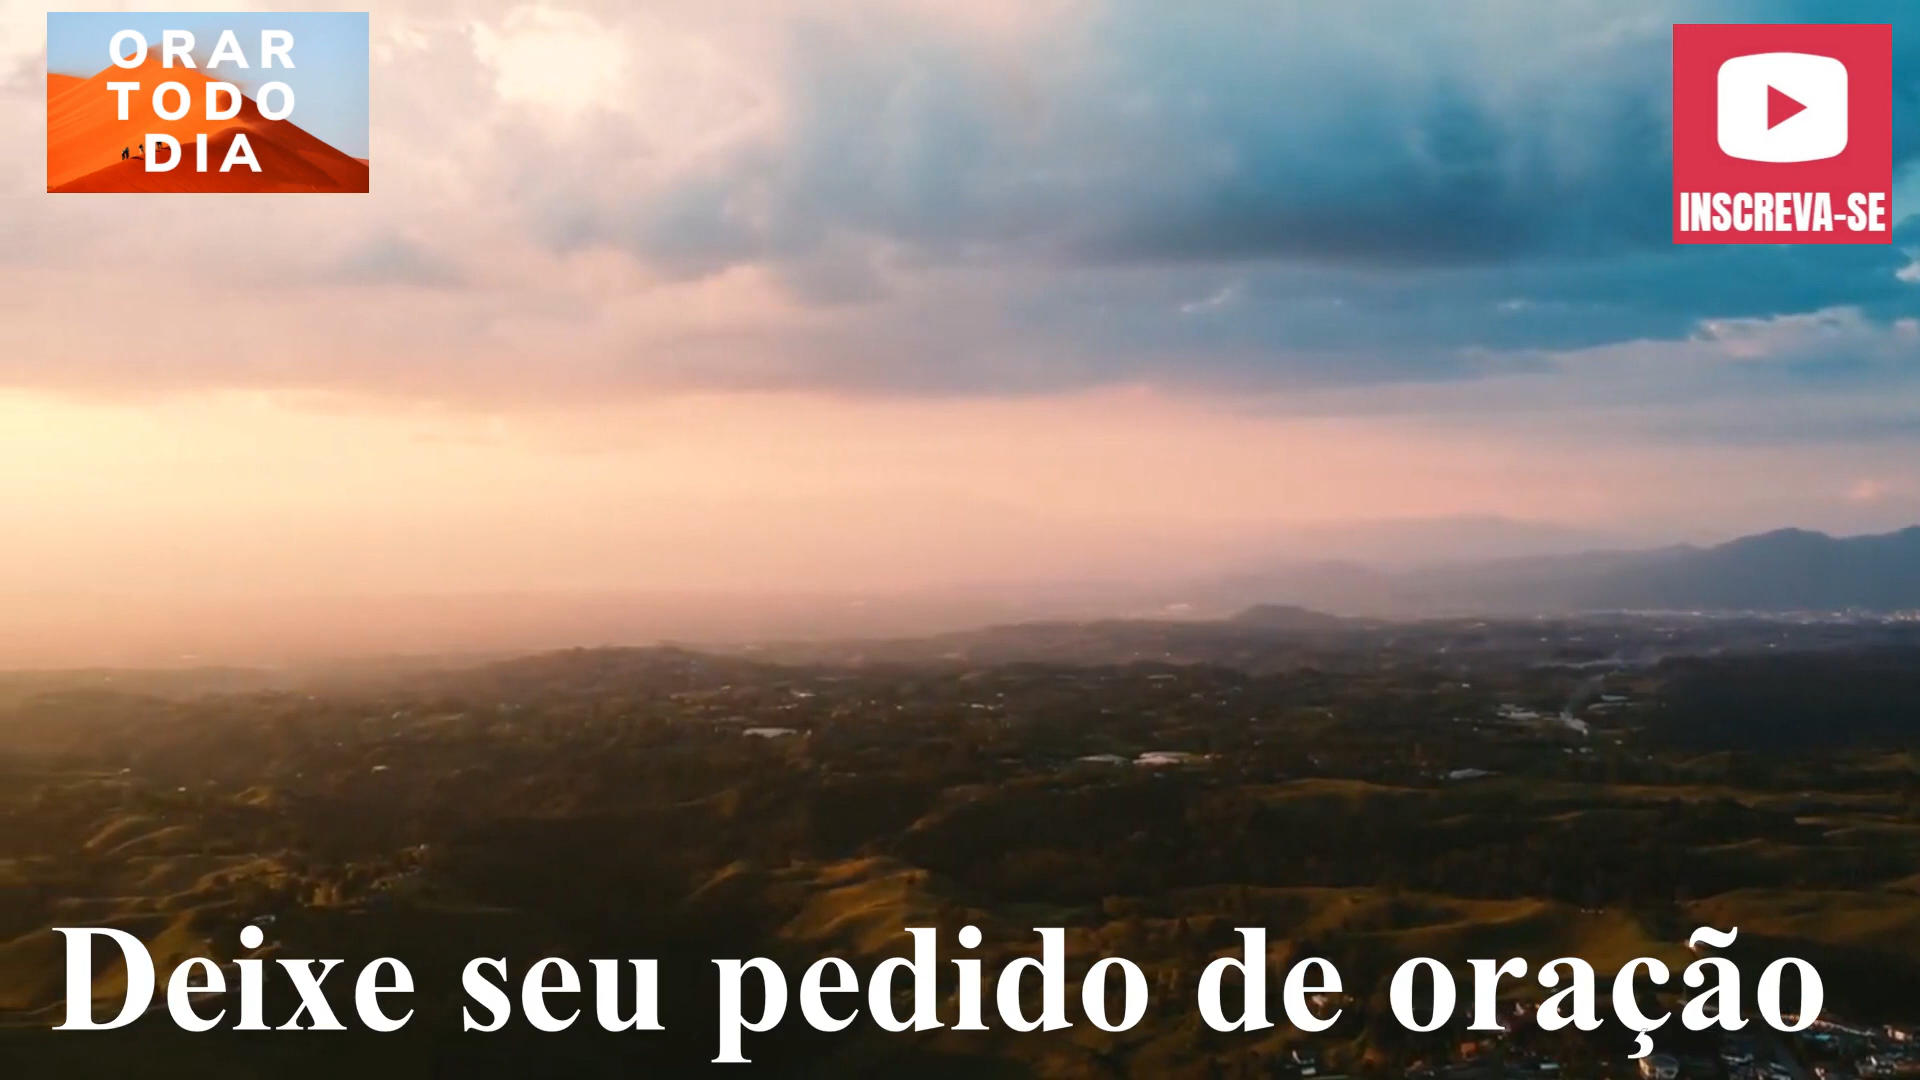 ORAR
TODO
DIA
INSCREVA-SE
Deixe seu pedido de oração